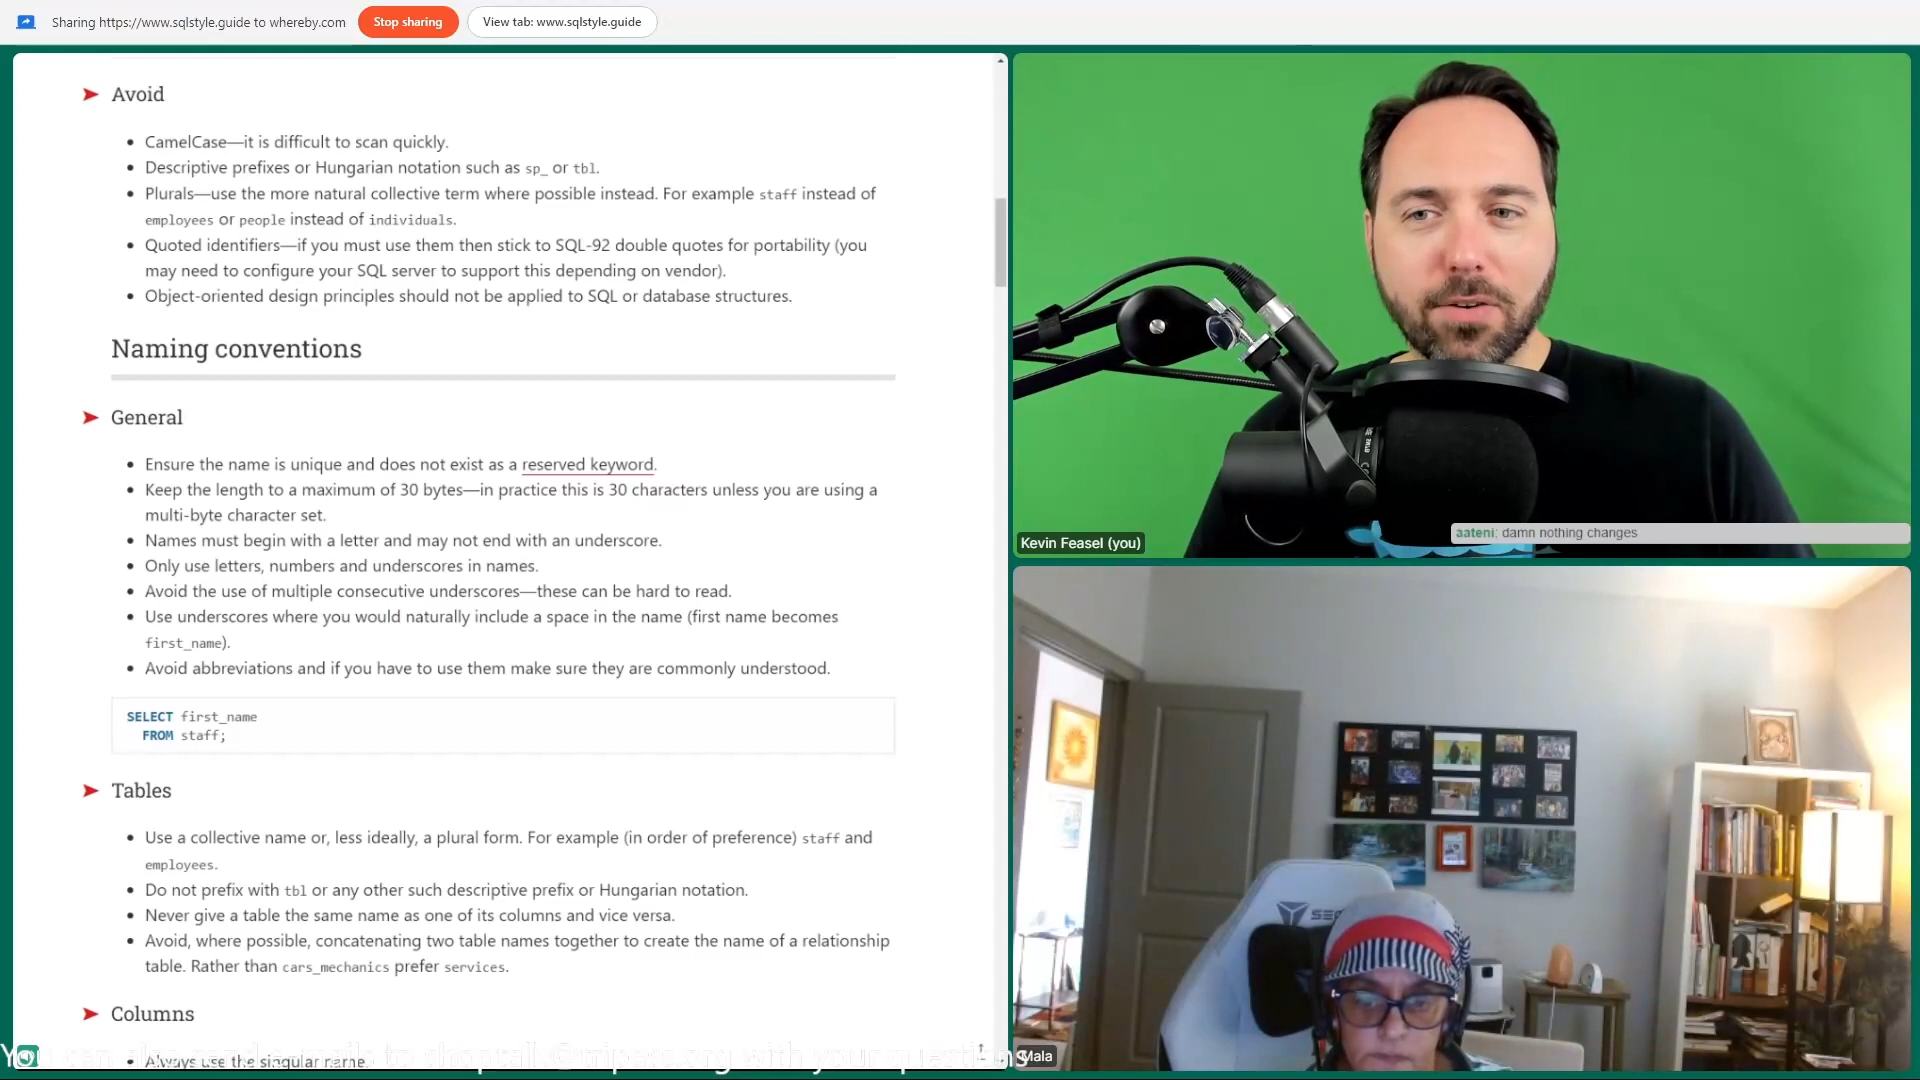 Sharing https://www.sqlstyle.guide to whereby.com
Stop sharing
View tab: www.sqlstyle.guide
Avoid
CamelCase—it is difficult to scan quickly.
Descriptive prefixes or Hungarian notation such as sp_ or tbl.
Plurals—use the more natural collective term where possible instead. For example staff instead of
employees or people instead of individuals.
Quoted identifiers—if you must use them then stick to SQL-92 double quotes for portability (you
may need to configure your SQL server to support this depending on vendor).
Object-oriented design principles should not be applied to SQL or database structures.
Naming conventions
General
Ensure the name is unique and does not exist as a reserved keyword.
Keep the length to a maximum of 30 bytes—in practice this is 30 characters unless you are using a
multi-byte character set.
Names must begin with a letter and may not end with an underscore.
Only use letters, numbers and underscores in names.
Avoid the use of multiple consecutive underscores—these can be hard to read.
Use underscores where you would naturally include a space in the name (first name becomes
first_name).
Avoid abbreviations and if you have to use them make sure they are commonly understood.
SELECT first_name
FROM staff;
Tables
Use a collective name or, less ideally, a plural form. For example (in order of preference) staff and
employees.
Do not prefix with tbl or any other such descriptive prefix or Hungarian notation.
Never give a table the same name as one of its columns and vice versa.
Avoid, where possible, concatenating two table names together to create the name of a relationship
table. Rather than cars_mechanics prefer services.
Columns
Always use the singular name.
You can also send emails to shoptalk@tripass.org with your questions
Kevin Feasel (you)
aateni: damn nothing changes
Mala